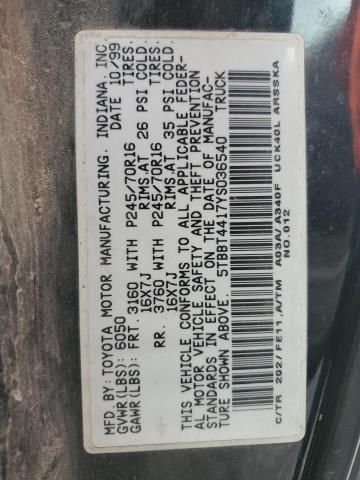 MFD. BY: TOYOTA MOTOR MANUFACTURING, INDIANA, INC.
GVWR(LBS): 6050 10/99
GAWR(LBS): FRT. 3160 WITH P245/70R16 TIRES,
16X7J RIMS,AT 26 PSI COLD.
RR. 3760 WITH P245/70R16 TIRES,
16X7J RIMS,AT 35 PSI COLD.
THIS VEHICLE CONFORMS TO ALL APPLICABLE FEDER-
AL MOTOR VEHICLE SAFETY AND THEFT PREVENTION
STANDARDS IN EFFECT ON THE DATE OF MANUFAC-
TURE SHOWN ABOVE. 5TBBT4417YS036540 TRUCK
C/TR 202/ FE11,A/TM A03A/A340F UCK40L ARSSKA
NO.012